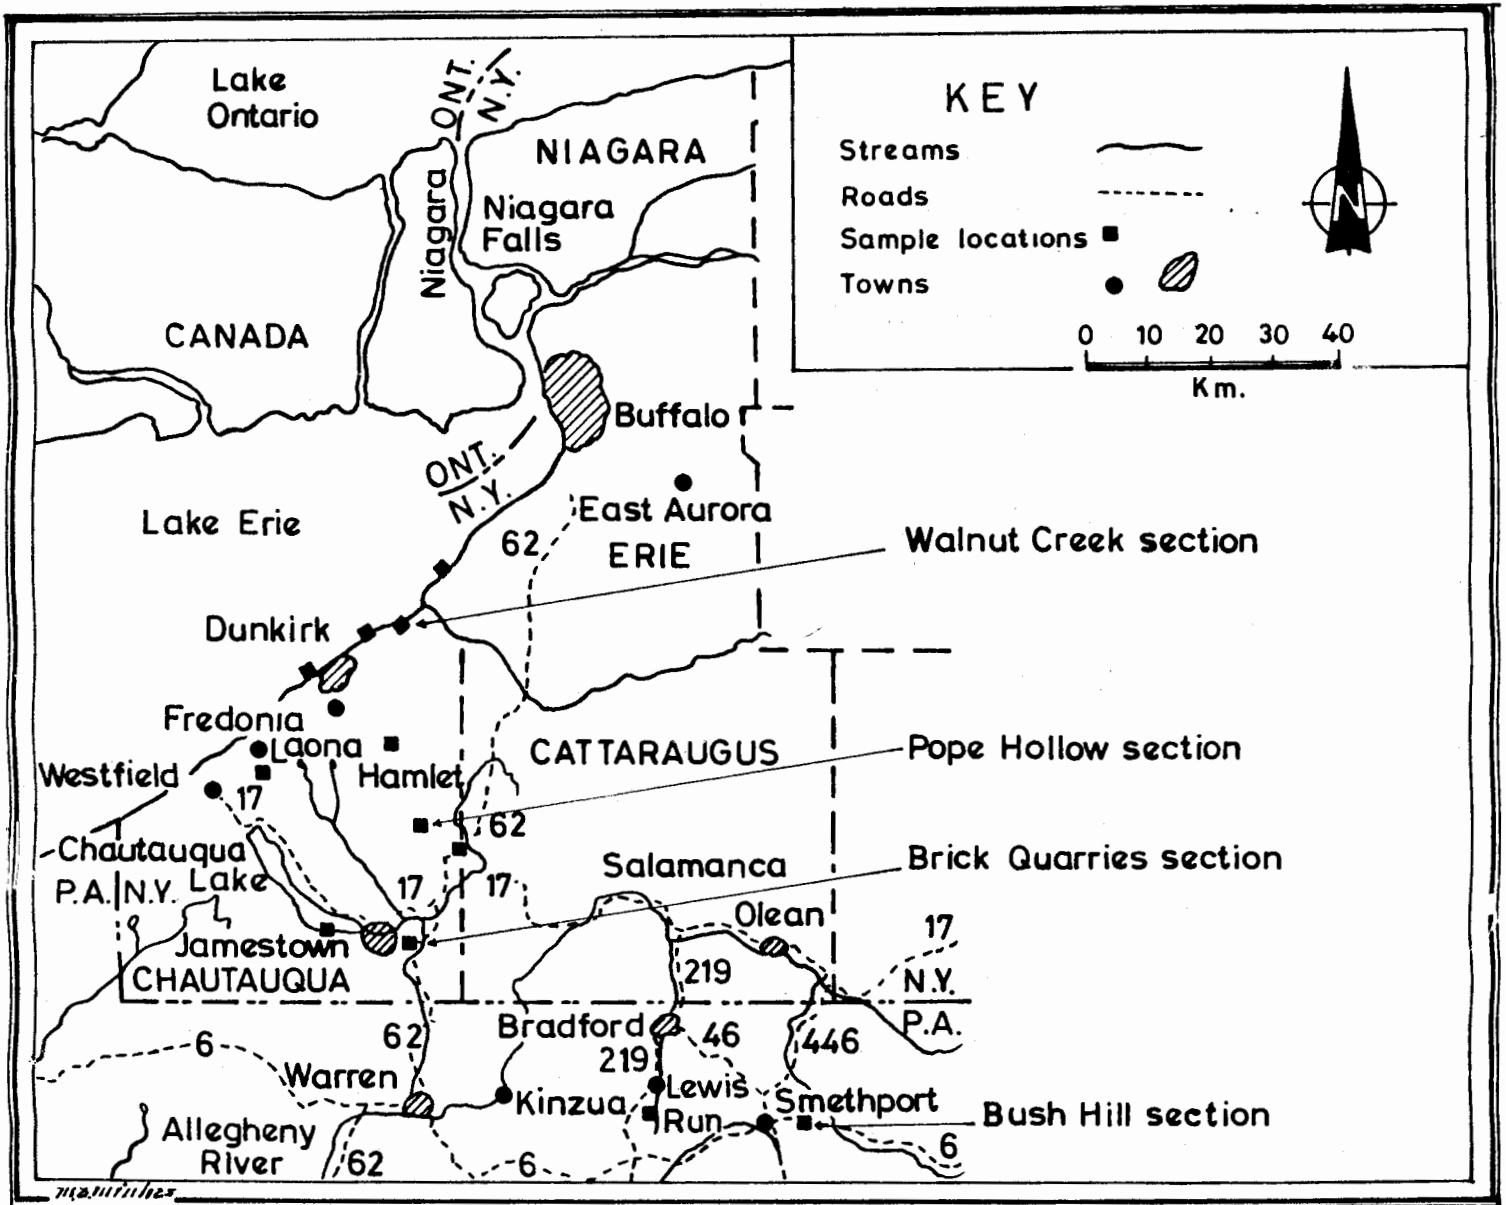 Lake
Ontario
ONT.
N.Y.
NIAGARA
Niagara
Niagara
Falls
CANADA
KEY
Streams
Roads
Sample locations
Towns
N
0 10 20 30 40
Km.
Buffalo
ONT.
N.Y.
Lake Erie
East Aurora
62
ERIE
Walnut Creek section
Dunkirk
Fredonia
Laona
CATTARAUGUS
Pope Hollow section
Westfield
Hamlet
17
62
Chautauqua
Lake
P.A. N.Y.
17
17
Salamanca
Brick Quarries section
Olean
17
Jamestown
CHAUTAUQUA
219
N.Y.
P.A.
62
Bradford
46
446
6
219
Warren
Kinzua
Lewis
Run
Smethport
Bush Hill section
Allegheny
River
62
6
6